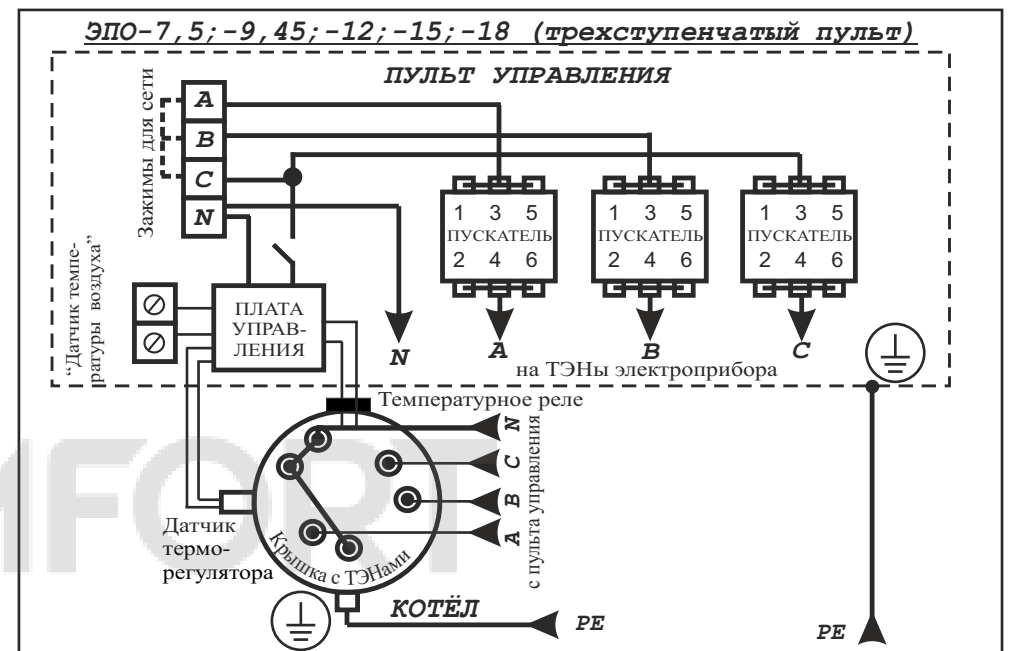 ЭПО-7,5;-9,45;-12;-15;-18 (трехступенчатый пульт)
ПУЛЬТ УПРАВЛЕНИЯ
Зажимы для сети
A
B
C
N
1 3 5
ПУСКАТЕЛЬ
2 4 6
1 3 5
ПУСКАТЕЛЬ
2 4 6
1 3 5
ПУСКАТЕЛЬ
2 4 6
“Датчик темпе-
ратуры воздуха”
ПЛАТА
УПРАВ-
ЛЕНИЯ
N
A
B
C
на ТЭНы электроприбора
Температурное реле
N
C
B
A
с пульта управления
Датчик
термо-
регулятора
Крышка с ТЭНами
КОТЁЛ
PE
PE
MFORT